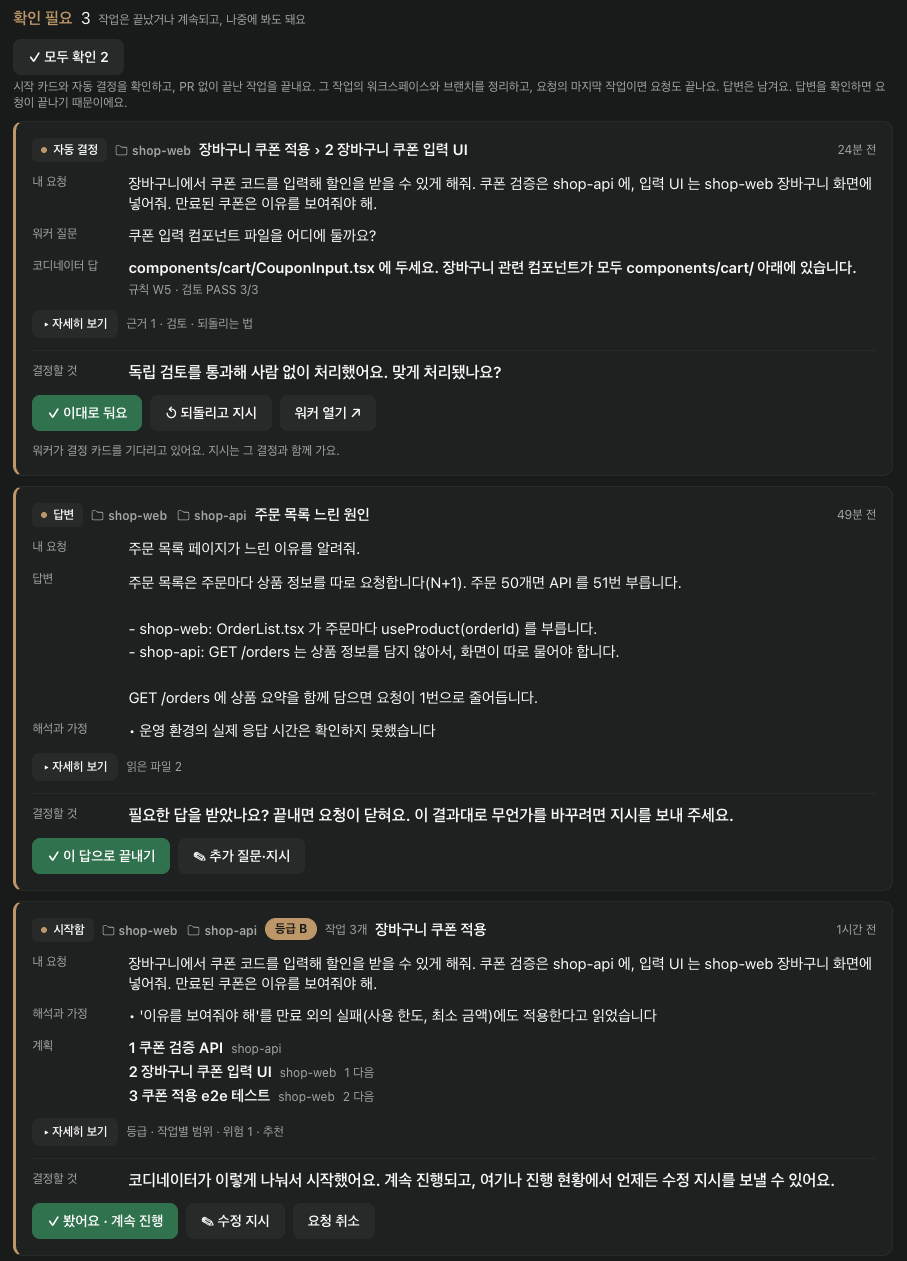 확인 필요 3 작업은 끝났거나 계속되고, 나중에 봐도 돼요
✓ 모두 확인 2
시작 카드와 자동 결정을 확인하고, PR 없이 끝난 작업을 끝내요. 그 작업의 워크스페이스와 브랜치를 정리하고, 요청의 마지막 작업이면 요청도 끝나요. 답변은 남겨요. 답변을 확인하면 요
청이 끝나기 때문이에요.
자동 결정 shop-web 장바구니 쿠폰 적용 › 2 장바구니 쿠폰 입력 UI 24분 전
내 요청 장바구니에서 쿠폰 코드를 입력해 할인을 받을 수 있게 해줘. 쿠폰 검증은 shop-api 에, 입력 UI 는 shop-web 장바구니 화면에
넣어줘. 만료된 쿠폰은 이유를 보여줘야 해.
워커 질문 쿠폰 입력 컴포넌트 파일을 어디에 둘까요?
코디네이터 답 components/cart/CouponInput.tsx 에 두세요. 장바구니 관련 컴포넌트가 모두 components/cart/ 아래에 있습니다.
규칙 W5 · 검토 PASS 3/3
▸ 자세히 보기 근거 1 · 검토 · 되돌리는 법
결정할 것 독립 검토를 통과해 사람 없이 처리했어요. 맞게 처리됐나요?
✓ 이대로 둬요 ↺ 되돌리고 지시 워커 열기 ↗
워커가 결정 카드를 기다리고 있어요. 지시는 그 결정과 함께 가요.
답변 shop-web shop-api 주문 목록 느린 원인 49분 전
내 요청 주문 목록 페이지가 느린 이유를 알려줘.
답변 주문 목록은 주문마다 상품 정보를 따로 요청합니다(N+1). 주문 50개면 API 를 51번 부릅니다.
- shop-web: OrderList.tsx 가 주문마다 useProduct(orderId) 를 부릅니다.
- shop-api: GET /orders 는 상품 정보를 담지 않아서, 화면이 따로 물어야 합니다.
GET /orders 에 상품 요약을 함께 담으면 요청이 1번으로 줄어듭니다.
해석과 가정 • 운영 환경의 실제 응답 시간은 확인하지 못했습니다
▸ 자세히 보기 읽은 파일 2
결정할 것 필요한 답을 받았나요? 끝내면 요청이 닫혀요. 이 결과대로 무언가를 바꾸려면 지시를 보내 주세요.
✓ 이 답으로 끝내기 ✎ 추가 질문·지시
시작함 shop-web shop-api 등급 B 작업 3개 장바구니 쿠폰 적용 1시간 전
내 요청 장바구니에서 쿠폰 코드를 입력해 할인을 받을 수 있게 해줘. 쿠폰 검증은 shop-api 에, 입력 UI 는 shop-web 장바구니 화면에
넣어줘. 만료된 쿠폰은 이유를 보여줘야 해.
해석과 가정 • '이유를 보여줘야 해'를 만료 외의 실패(사용 한도, 최소 금액)에도 적용한다고 읽었습니다
계획 1 쿠폰 검증 API shop-api
2 장바구니 쿠폰 입력 UI shop-web 1 다음
3 쿠폰 적용 e2e 테스트 shop-web 2 다음
▸ 자세히 보기 등급 · 작업별 범위 · 위험 1 · 추천
결정할 것 코디네이터가 이렇게 나눠서 시작했어요. 계속 진행되고, 여기나 진행 현황에서 언제든 수정 지시를 보낼 수 있어요.
✓ 봤어요 · 계속 진행 ✎ 수정 지시 요청 취소